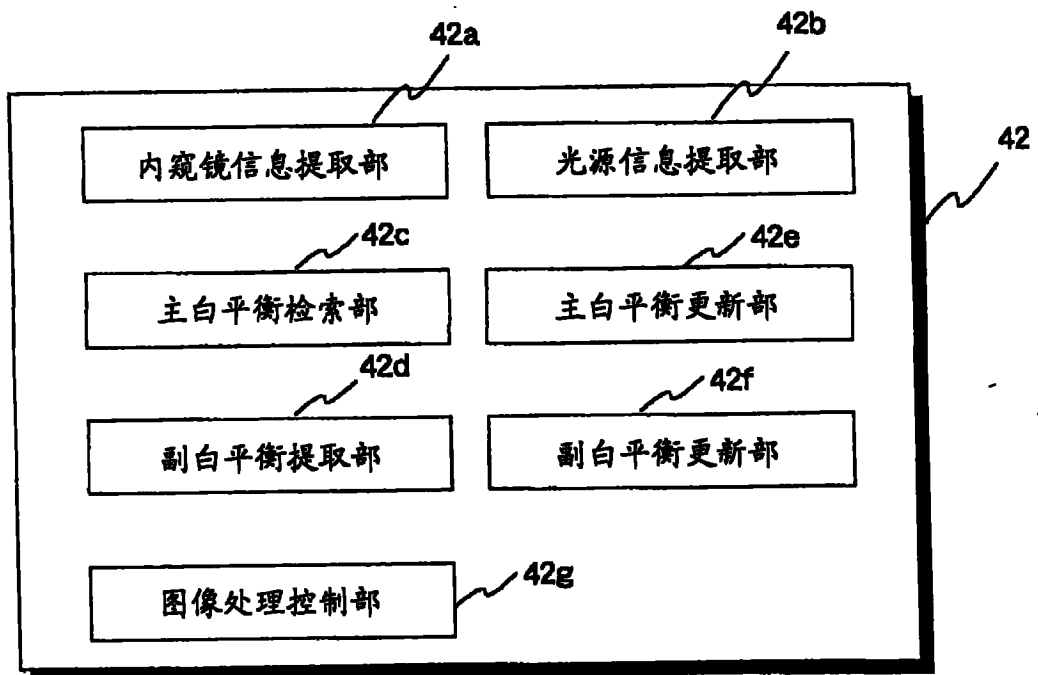 42a
42b
42
内窥镜信息提取部
光源信息提取部
42c
42e
主白平衡检索部
主白平衡更新部
42d
42f
副白平衡提取部
副白平衡更新部
图像处理控制部
42g